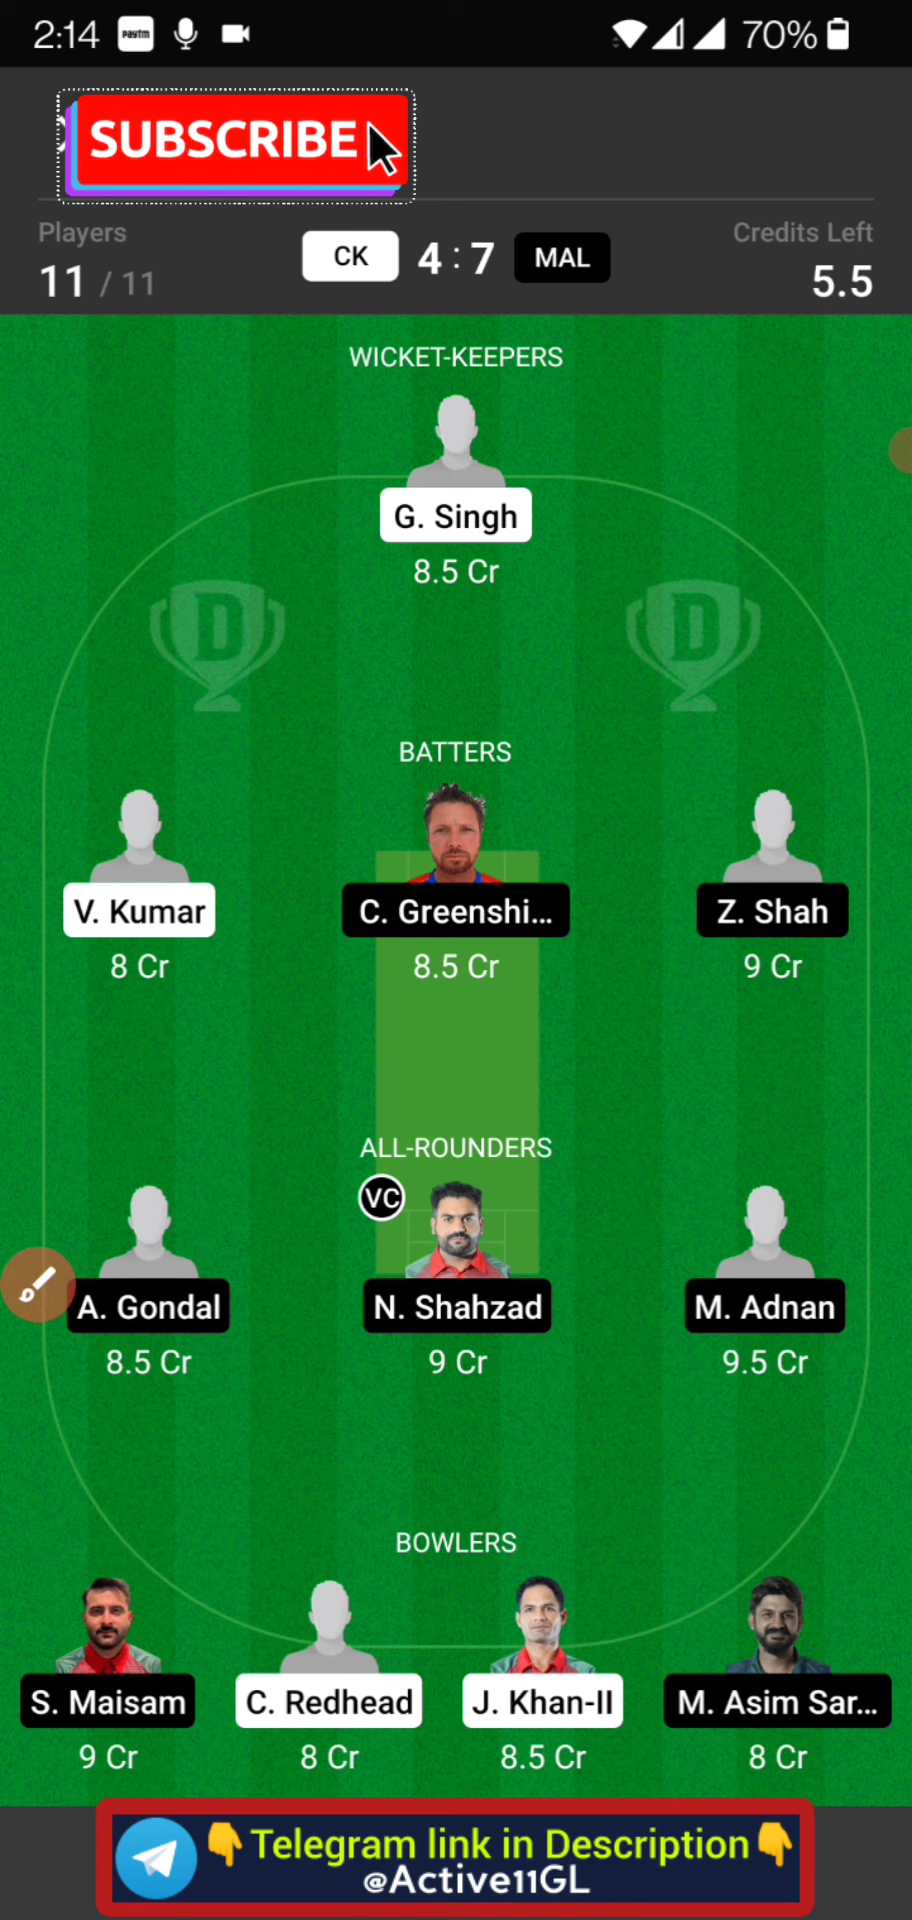 2:14 paytm 70%
SUBSCRIBE
Players CK 4 : 7 MAL Credits Left
11 / 11 5.5
WICKET-KEEPERS
D D
G. Singh
8.5 Cr
BATTERS
V. Kumar C. Greenshi... Z. Shah
8 Cr 8.5 Cr 9 Cr
ALL-ROUNDERS
VC
A. Gondal N. Shahzad M. Adnan
8.5 Cr 9 Cr 9.5 Cr
BOWLERS
S. Maisam C. Redhead J. Khan-II M. Asim Sar...
9 Cr 8 Cr 8.5 Cr 8 Cr
👇Telegram link in Description👇
@Active11GL